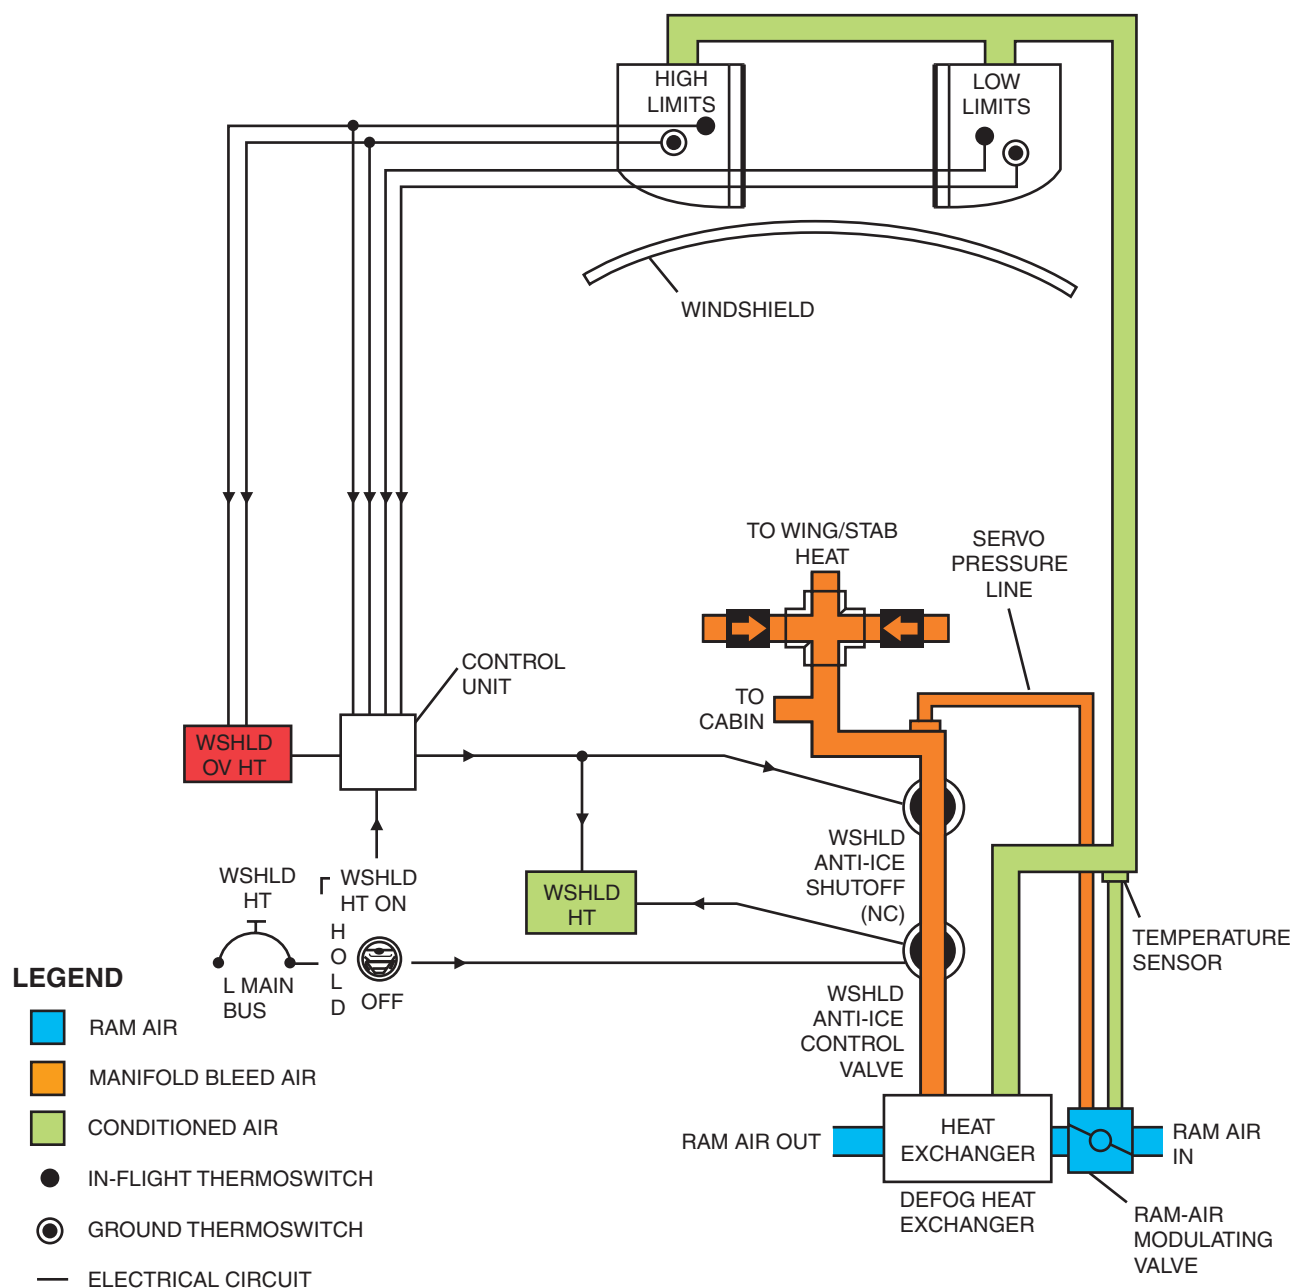 HIGH
LIMITS
LOW
LIMITS
WINDSHIELD
TO WING/STAB
HEAT
SERVO
PRESSURE
LINE
CONTROL
UNIT
TO
CABIN
WSHLD
OV HT
WSHLD
ANTI-ICE
SHUTOFF
(NC)
WSHLD
HT
WSHLD
HT ON
WSHLD
HT
H
O
L
D
OFF
L MAIN
BUS
TEMPERATURE
SENSOR
WSHLD
ANTI-ICE
CONTROL
VALVE
LEGEND
RAM AIR
MANIFOLD BLEED AIR
CONDITIONED AIR
IN-FLIGHT THERMOSWITCH
GROUND THERMOSWITCH
ELECTRICAL CIRCUIT
RAM AIR OUT
HEAT
EXCHANGER
RAM AIR
IN
DEFOG HEAT
EXCHANGER
RAM-AIR
MODULATING
VALVE